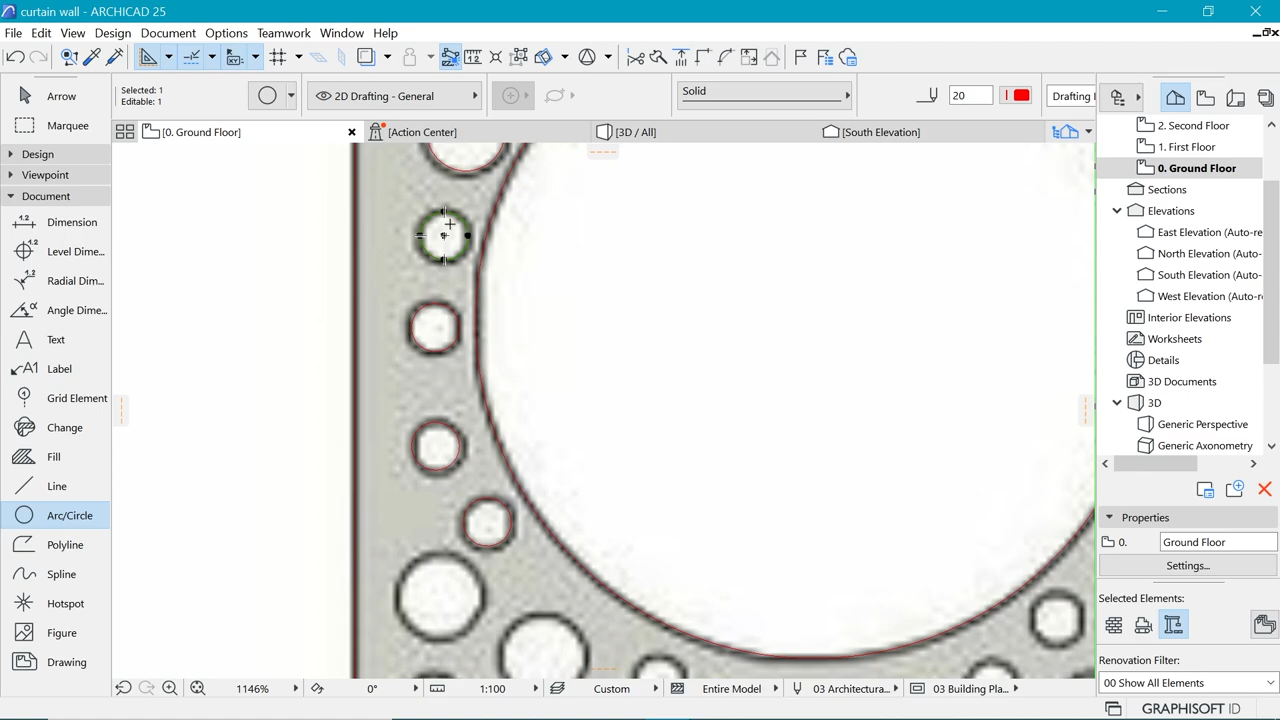 curtain wall - ARCHICAD 25
File Edit View Design Document Options Teamwork Window Help
Selected: 1
Editable: 1
2D Drafting - General
Solid
20
Drafting
[0. Ground Floor]
[Action Center]
[3D / All]
[South Elevation]
Arrow
Marquee
Design
Viewpoint
Document
Dimension
Level Dime...
Radial Dim...
Angle Dime...
Text
Label
Grid Element
Change
Fill
Line
Arc/Circle
Polyline
Spline
Hotspot
Figure
Drawing
2. Second Floor
1. First Floor
0. Ground Floor
Sections
Elevations
East Elevation (Auto-re
North Elevation (Auto-
South Elevation (Auto-
West Elevation (Auto-r
Interior Elevations
Worksheets
Details
3D Documents
3D
Generic Perspective
Generic Axonometry
Properties
0. Ground Floor
Settings...
Selected Elements:
Renovation Filter:
00 Show All Elements
1146% 0° 1:100 Custom Entire Model 03 Architectura... 03 Building Pla...
GRAPHISOFT ID